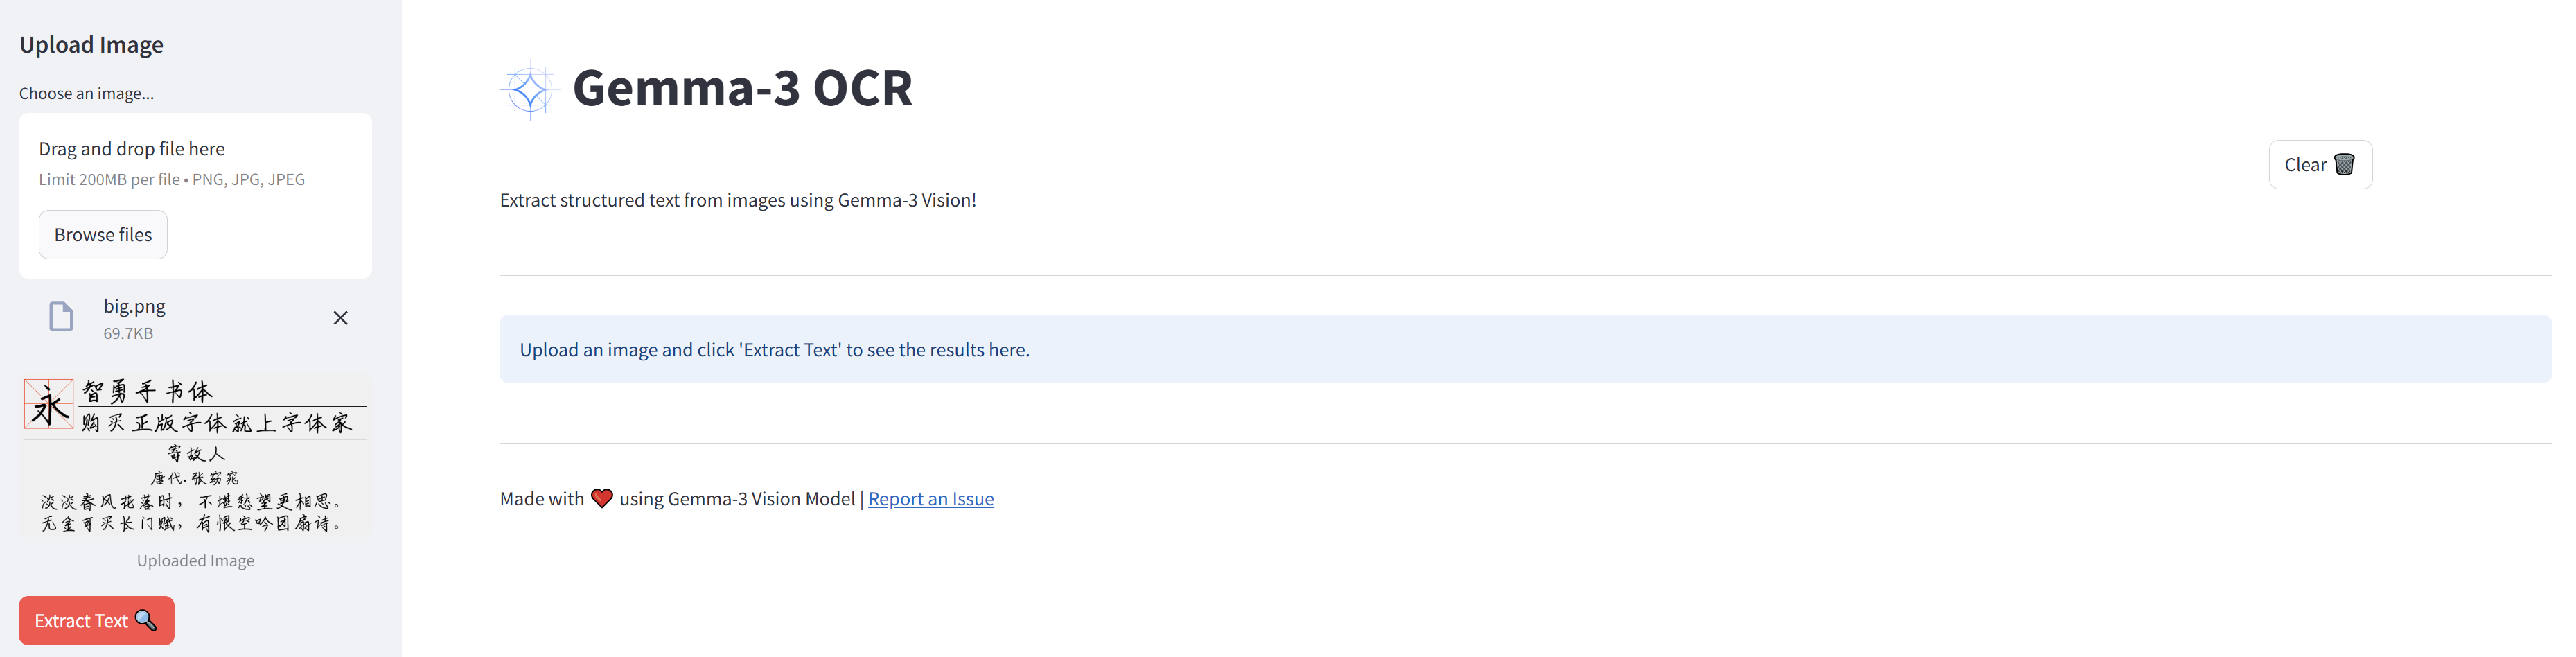 Upload Image
Choose an image...
Drag and drop file here
Limit 200MB per file • PNG, JPG, JPEG
Browse files
big.png
69.7KB
永
智勇手书体
购买正版字体就上字体家
寄故人
唐代·张窈窕
淡淡春风花落时，不堪愁望更相思。
无金可买长门赋，有恨空吟团扇诗。
Uploaded Image
Extract Text
Gemma-3 OCR
Clear
Extract structured text from images using Gemma-3 Vision!
Upload an image and click 'Extract Text' to see the results here.
Made with ❤️ using Gemma-3 Vision Model | Report an Issue